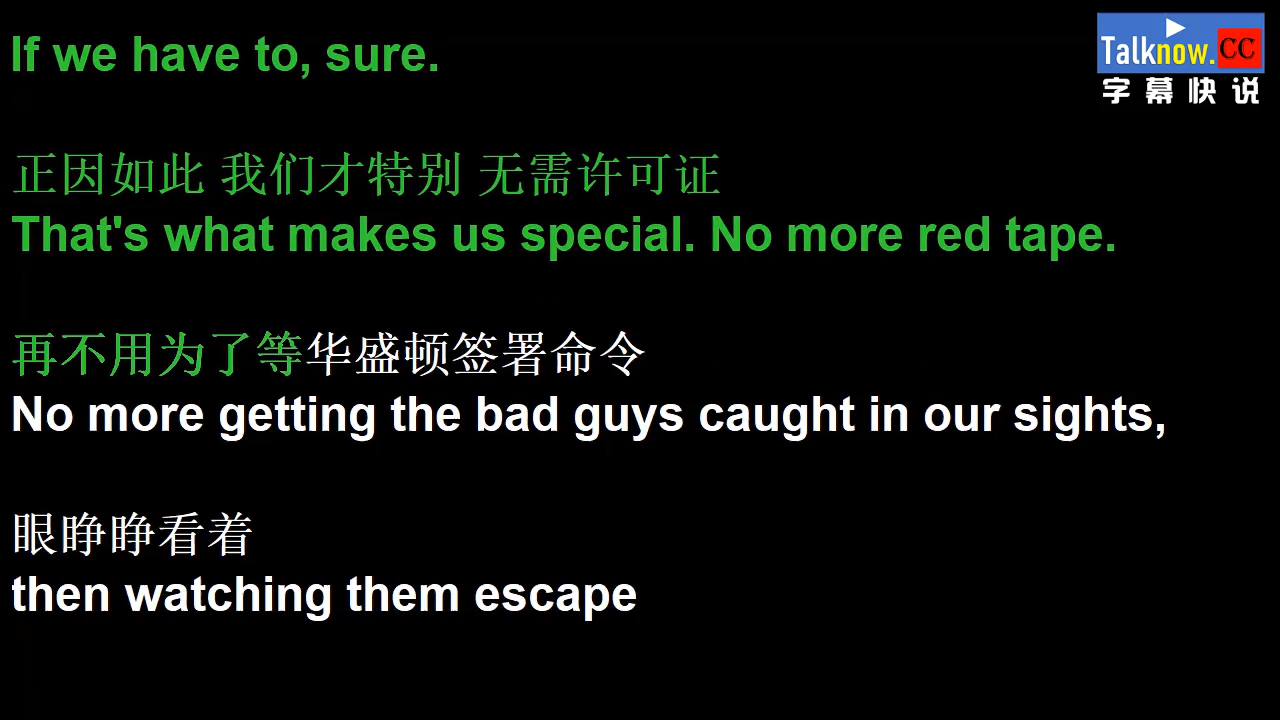 If we have to, sure.
Talknow.CC
字幕快说
正因如此 我们才特别 无需许可证
That's what makes us special. No more red tape.
再不用为了等华盛顿签署命令
No more getting the bad guys caught in our sights,
眼睁睁看着
then watching them escape